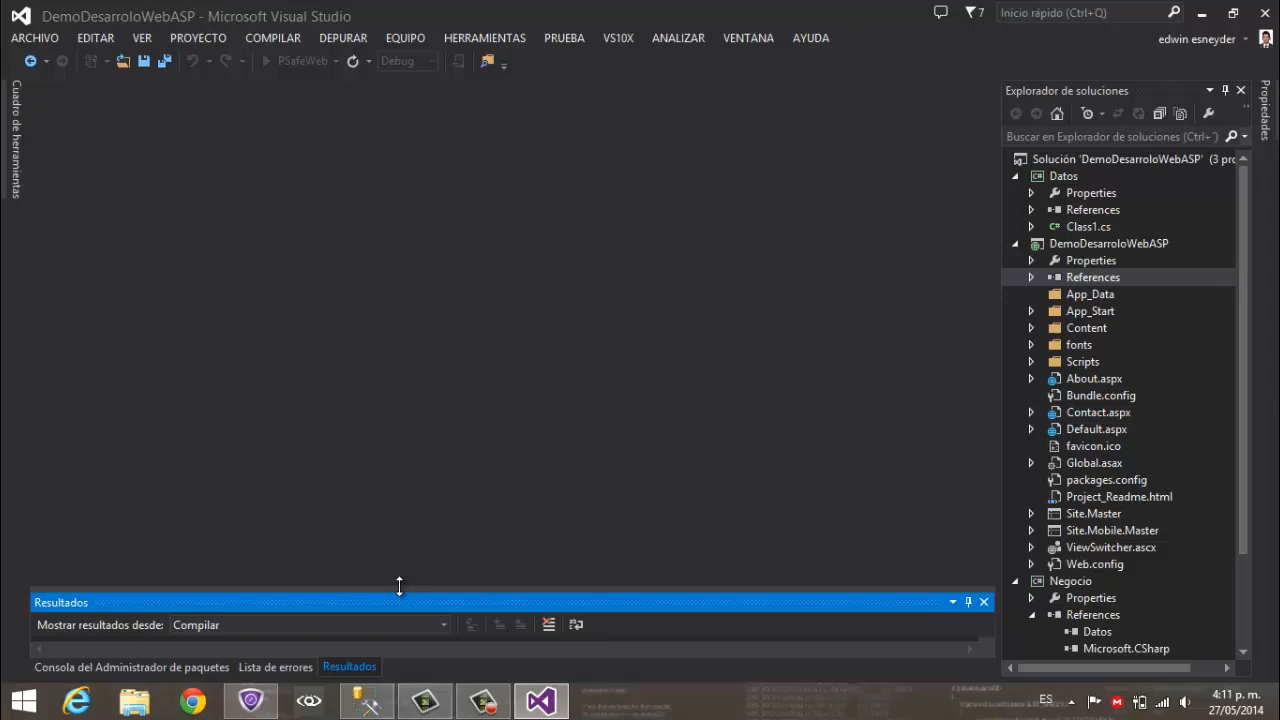 DemoDesarroloWebASP - Microsoft Visual Studio
7
Inicio rápido (Ctrl+Q)
ARCHIVO EDITAR VER PROYECTO COMPILAR DEPURAR EQUIPO HERRAMIENTAS PRUEBA VS10X ANALIZAR VENTANA AYUDA
edwin esneyder
PSafeWeb
Debug
Cuadro de herramientas
Explorador de soluciones
Propiedades
Buscar en Explorador de soluciones (Ctrl+
Solución 'DemoDesarroloWebASP' (3 pro
Datos
Properties
References
Class1.cs
DemoDesarroloWebASP
Properties
References
App_Data
App_Start
Content
fonts
Scripts
About.aspx
Bundle.config
Contact.aspx
Default.aspx
favicon.ico
Global.asax
packages.config
Project_Readme.html
Site.Master
Site.Mobile.Master
ViewSwitcher.ascx
Web.config
Negocio
Properties
References
Datos
Microsoft.CSharp
Resultados
Mostrar resultados desde: Compilar
Consola del Administrador de paquetes Lista de errores Resultados
ES
4:11 p. m.
27/05/2014